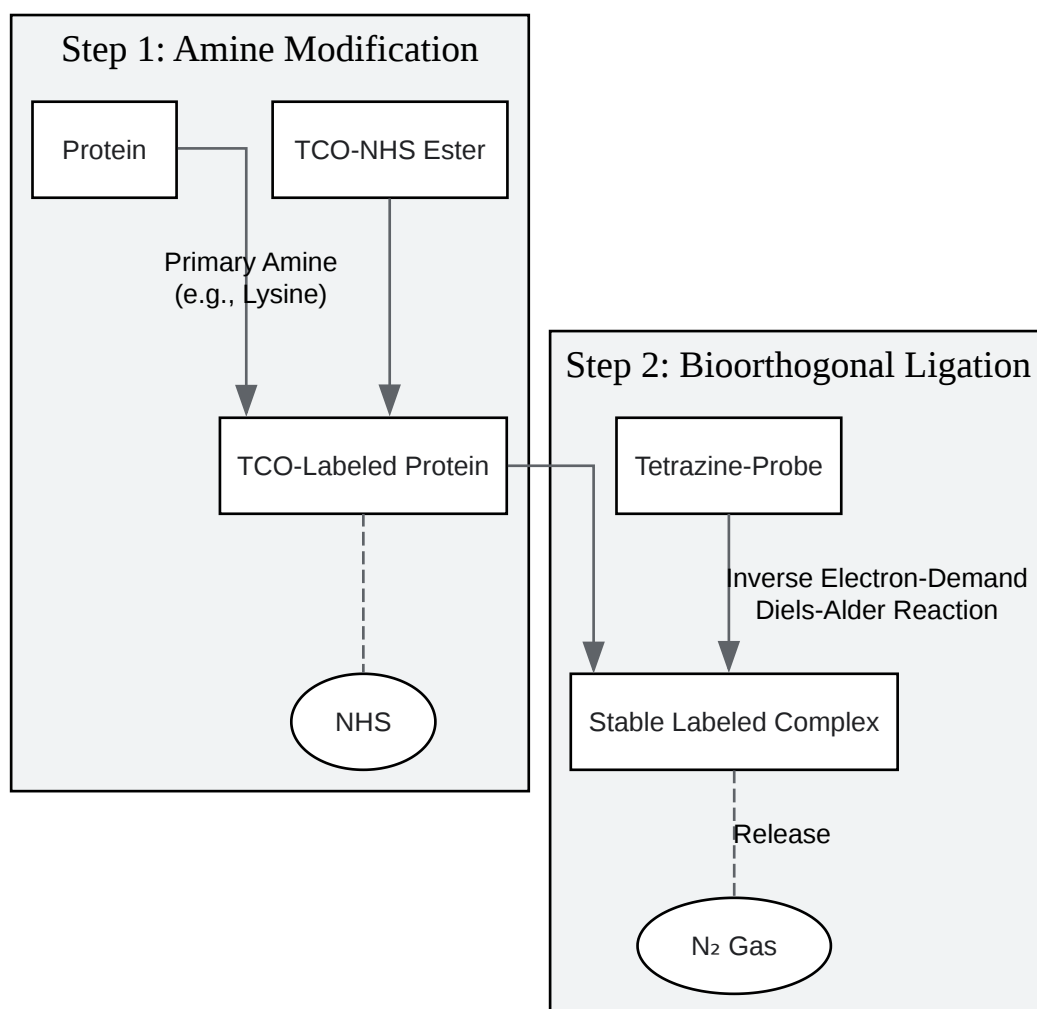 Step 1: Amine Modification
Protein
TCO-NHS Ester
Primary Amine
(e.g., Lysine)
TCO-Labeled Protein
NHS
Step 2: Bioorthogonal Ligation
Tetrazine-Probe
Inverse Electron-Demand
Diels-Alder Reaction
Stable Labeled Complex
Release
N₂ Gas